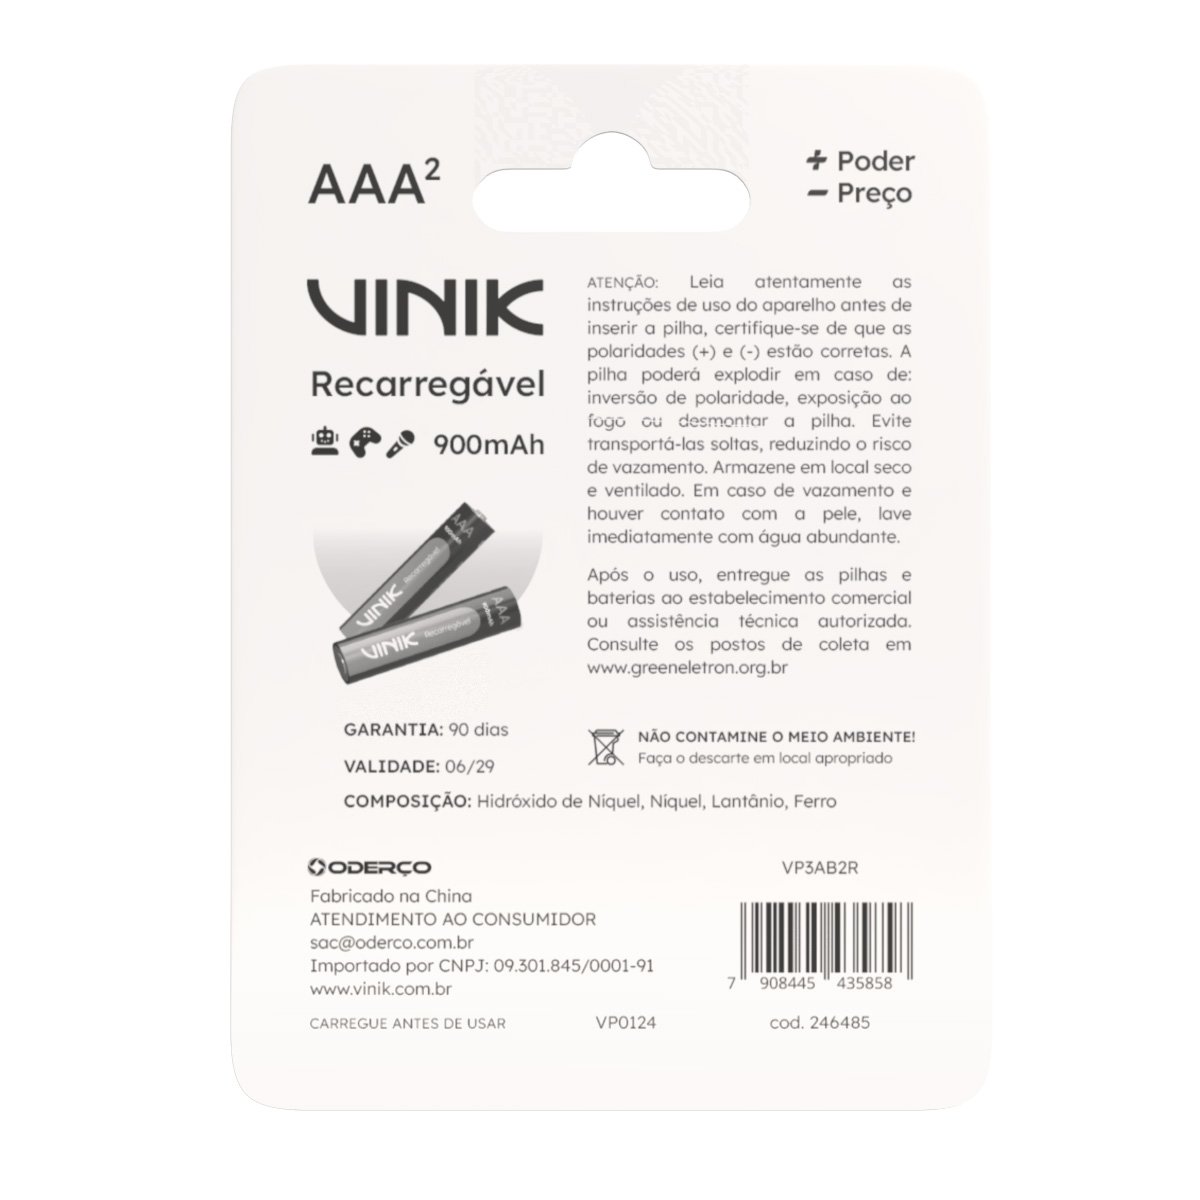 AAA²
+ Poder
- Preço
VINIK
Recarregável
900mAh
AAA
900mAh
Recarregável
VINIK
AAA
900mAh
Recarregável
VINIK
ATENÇÃO: Leia atentamente as
instruções de uso do aparelho antes de
inserir a pilha, certifique-se de que as
polaridades (+) e (-) estão corretas. A
pilha poderá explodir em caso de:
inversão de polaridade, exposição ao
fogo ou desmontar a pilha. Evite
transportá-las soltas, reduzindo o risco
de vazamento. Armazene em local seco
e ventilado. Em caso de vazamento e
houver contato com a pele, lave
imediatamente com água abundante.
Após o uso, entregue as pilhas e
baterias ao estabelecimento comercial
ou assistência técnica autorizada.
Consulte os postos de coleta em
www.greeneletron.org.br
GARANTIA: 90 dias
VALIDADE: 06/29
NÃO CONTAMINE O MEIO AMBIENTE!
Faça o descarte em local apropriado
COMPOSIÇÃO: Hidróxido de Níquel, Níquel, Lantânio, Ferro
ODERÇO
Fabricado na China
ATENDIMENTO AO CONSUMIDOR
sac@oderco.com.br
Importado por CNPJ: 09.301.845/0001-91
www.vinik.com.br
CARREGUE ANTES DE USAR
VP0124
VP3AB2R
7 908445 435858
cod. 246485